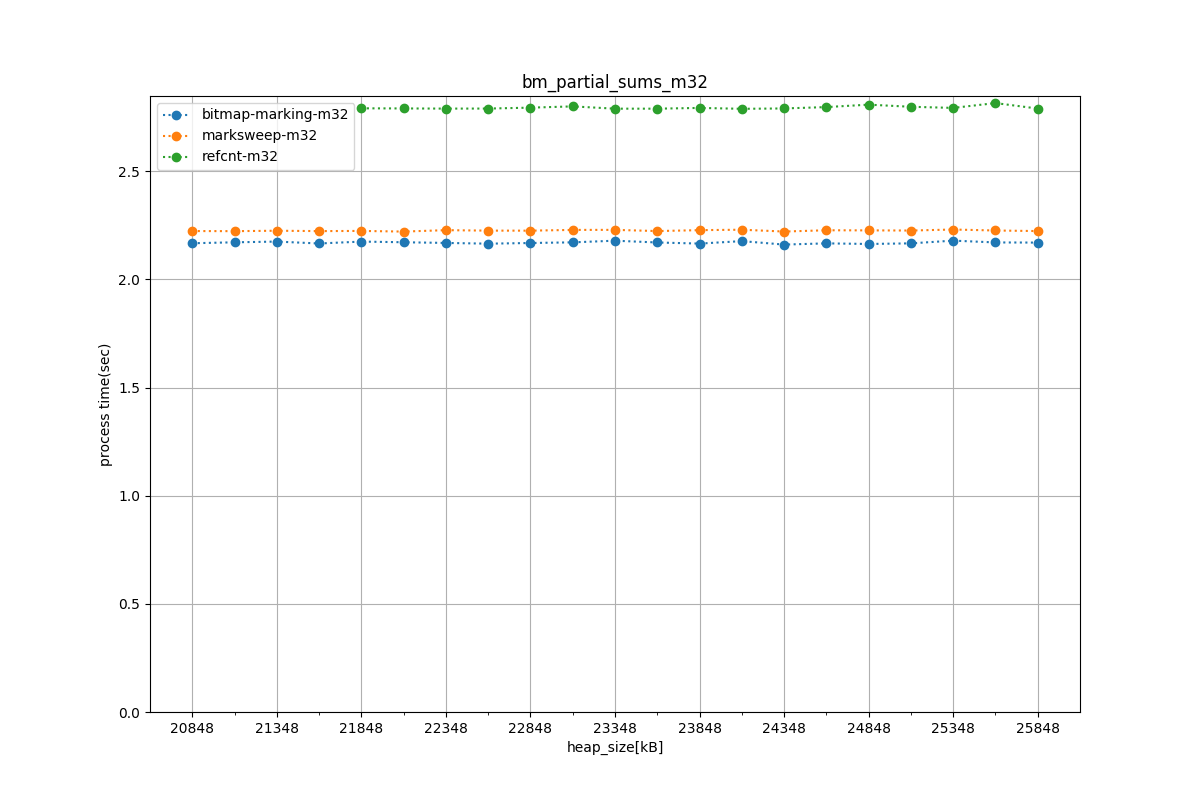 bm_partial_sums_m32
bitmap-marking-m32
marksweep-m32
refcnt-m32
2.5
2.0
1.5
1.0
0.5
0.0
process time(sec)
20848 21348 21848 22348 22848 23348 23848 24348 24848 25348 25848
heap_size[kB]